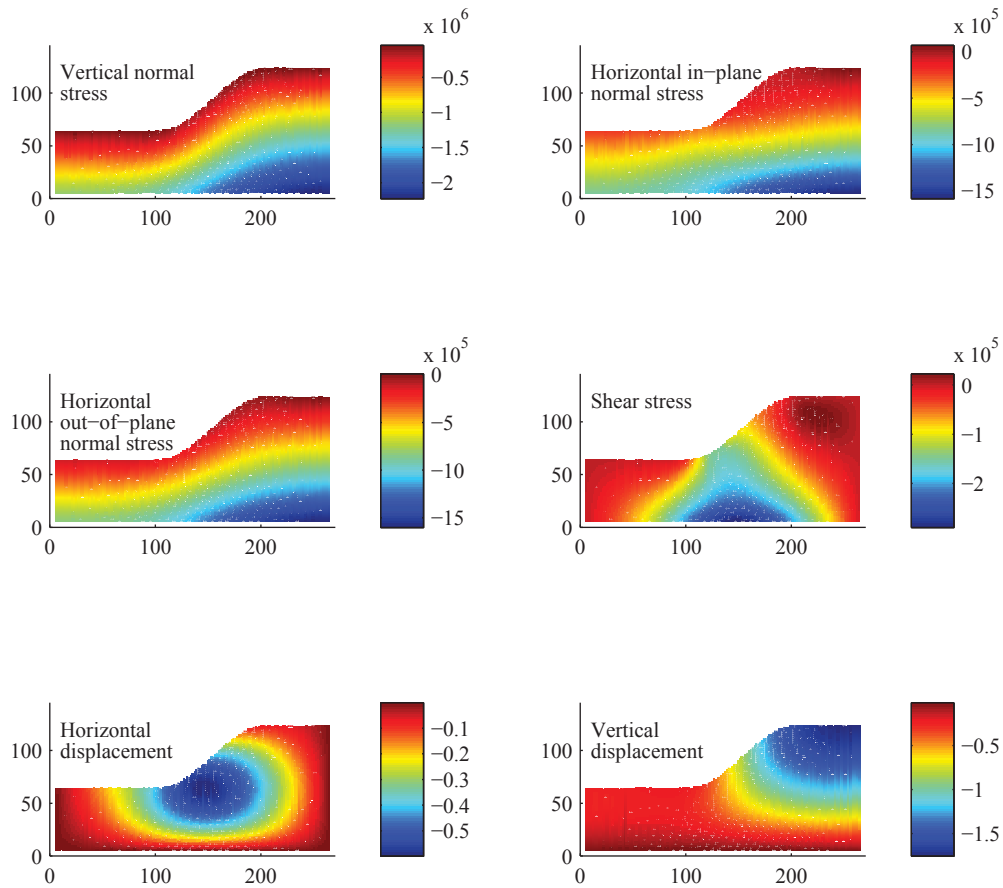 x 10^6
Vertical normal
stress
100
50
0
0 100 200
−0.5
−1
−1.5
−2
x 10^5
Horizontal in−plane
normal stress
100
50
0
0 100 200
0
−5
−10
−15
x 10^5
Horizontal
out−of−plane
normal stress
100
50
0
0 100 200
0
−5
−10
−15
x 10^5
Shear stress
100
50
0
0 100 200
0
−1
−2
Horizontal
displacement
100
50
0
0 100 200
−0.1
−0.2
−0.3
−0.4
−0.5
Vertical
displacement
100
50
0
0 100 200
−0.5
−1
−1.5